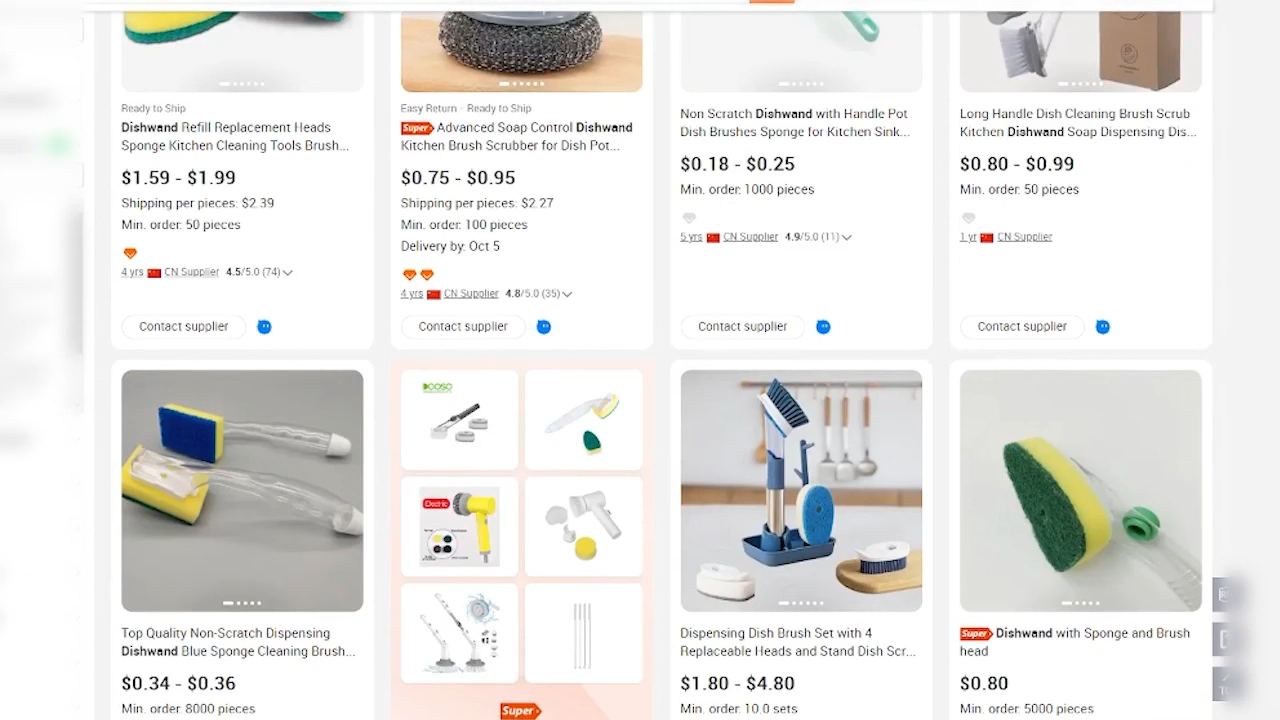 Ready to Ship
Dishwand Refill Replacement Heads
Sponge Kitchen Cleaning Tools Brush...
$1.59 - $1.99
Shipping per pieces: $2.39
Min. order: 50 pieces
4 yrs CN Supplier 4.5/5.0 (74)
Contact supplier
Easy Return · Ready to Ship
Super Advanced Soap Control Dishwand
Kitchen Brush Scrubber for Dish Pot...
$0.75 - $0.95
Shipping per pieces: $2.27
Min. order: 100 pieces
Delivery by: Oct 5
4 yrs CN Supplier 4.8/5.0 (35)
Contact supplier
Non Scratch Dishwand with Handle Pot
Dish Brushes Sponge for Kitchen Sink...
$0.18 - $0.25
Min. order: 1000 pieces
5 yrs CN Supplier 4.9/5.0 (11)
Contact supplier
Long Handle Dish Cleaning Brush Scrub
Kitchen Dishwand Soap Dispensing Dis...
$0.80 - $0.99
Min. order: 50 pieces
1 yr CN Supplier
Contact supplier
Top Quality Non-Scratch Dispensing
Dishwand Blue Sponge Cleaning Brush...
$0.34 - $0.36
Min. order: 8000 pieces
DOOSO
Electric
Super
Dispensing Dish Brush Set with 4
Replaceable Heads and Stand Dish Scr...
$1.80 - $4.80
Min. order: 10.0 sets
Super Dishwand with Sponge and Brush
head
$0.80
Min. order: 5000 pieces